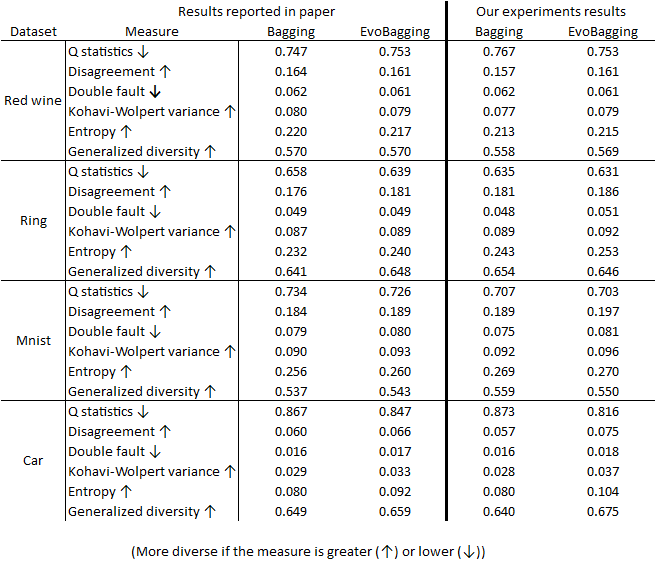 Results reported in paper Our experiments results
Dataset Measure Bagging EvoBagging Bagging EvoBagging
Q statistics ↓ 0.747 0.753 0.767 0.753
Disagreement ↑ 0.164 0.161 0.157 0.161
Double fault ↓ 0.062 0.061 0.062 0.061
Red wine Kohavi-Wolpert variance ↑ 0.080 0.079 0.077 0.079
Entropy ↑ 0.220 0.217 0.213 0.215
Generalized diversity ↑ 0.570 0.570 0.558 0.569
Q statistics ↓ 0.658 0.639 0.635 0.631
Disagreement ↑ 0.176 0.181 0.181 0.186
Double fault ↓ 0.049 0.049 0.048 0.051
Ring Kohavi-Wolpert variance ↑ 0.087 0.089 0.089 0.092
Entropy ↑ 0.232 0.240 0.243 0.253
Generalized diversity ↑ 0.641 0.648 0.654 0.646
Q statistics ↓ 0.734 0.726 0.707 0.703
Disagreement ↑ 0.184 0.189 0.189 0.197
Double fault ↓ 0.079 0.080 0.075 0.081
Mnist Kohavi-Wolpert variance ↑ 0.090 0.093 0.092 0.096
Entropy ↑ 0.256 0.260 0.269 0.270
Generalized diversity ↑ 0.537 0.543 0.559 0.550
Q statistics ↓ 0.867 0.847 0.873 0.816
Disagreement ↑ 0.060 0.066 0.057 0.075
Double fault ↓ 0.016 0.017 0.016 0.018
Car Kohavi-Wolpert variance ↑ 0.029 0.033 0.028 0.037
Entropy ↑ 0.080 0.092 0.080 0.104
Generalized diversity ↑ 0.649 0.659 0.640 0.675
(More diverse if the measure is greater (↑) or lower (↓))